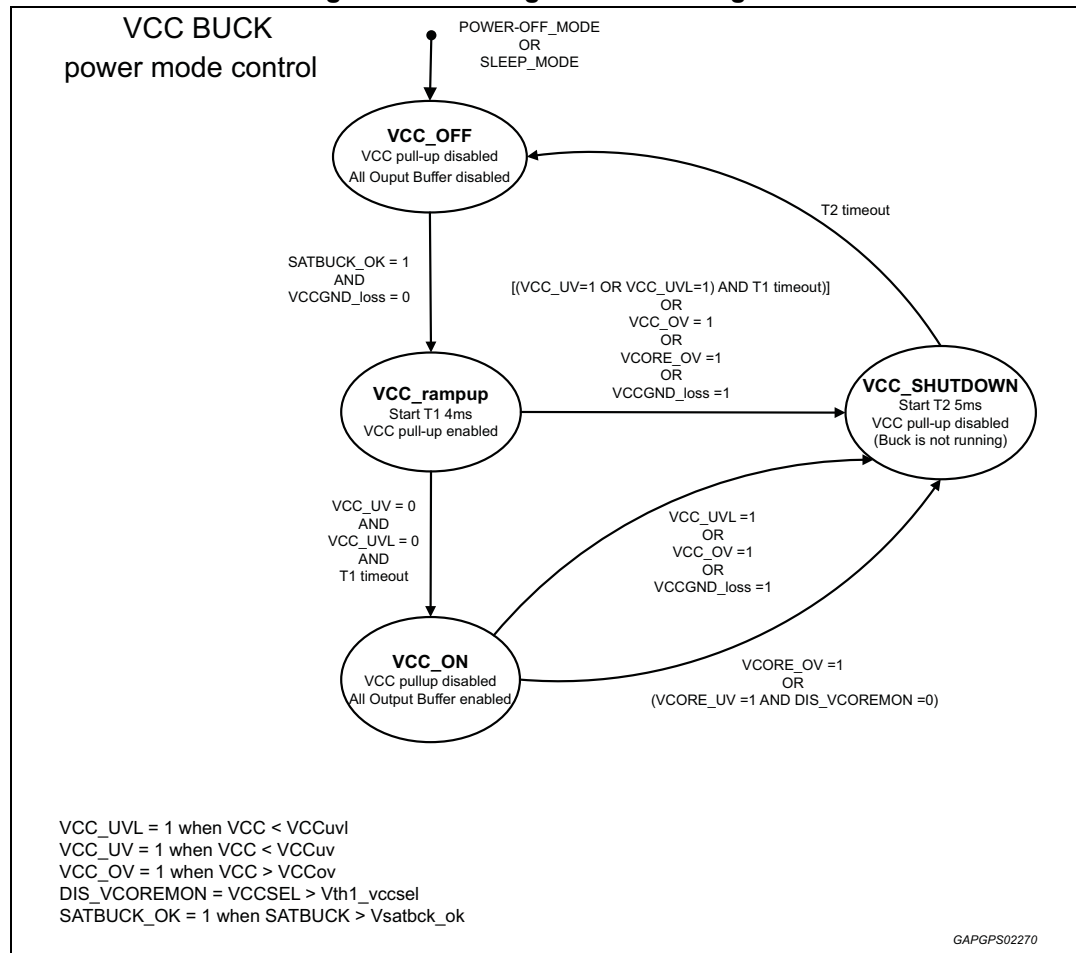 VCC BUCK
power mode control
POWER-OFF_MODE
OR
SLEEP_MODE
VCC_OFF
VCC pull-up disabled
All Ouput Buffer disabled
T2 timeout
SATBUCK_OK = 1
AND
VCCGND_loss = 0
[(VCC_UV=1 OR VCC_UVL=1) AND T1 timeout)]
OR
VCC_OV = 1
OR
VCORE_OV =1
OR
VCCGND_loss =1
VCC_rampup
Start T1 4ms
VCC pull-up enabled
VCC_SHUTDOWN
Start T2 5ms
VCC pull-up disabled
(Buck is not running)
VCC_UV = 0
AND
VCC_UVL = 0
AND
T1 timeout
VCC_UVL =1
OR
VCC_OV =1
OR
VCCGND_loss =1
VCC_ON
VCC pullup disabled
All Output Buffer enabled
VCORE_OV =1
OR
(VCORE_UV =1 AND DIS_VCOREMON =0)
VCC_UVL = 1 when VCC < VCCuvl
VCC_UV = 1 when VCC < VCCuv
VCC_OV = 1 when VCC > VCCov
DIS_VCOREMON = VCCSEL > Vth1_vccsel
SATBUCK_OK = 1 when SATBUCK > Vsatbck_ok
GAPGPS02270